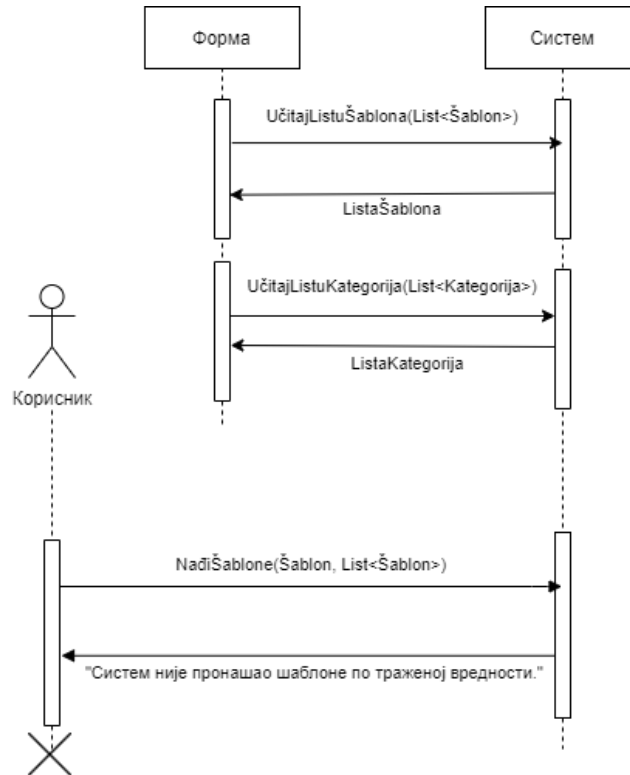 Форма
Систем
UčitajListuŠablona(List<Šablon>)
ListaŠablona
UčitajListuKategorija(List<Kategorija>)
ListaKategorija
Корисник
NađiŠablone(Šablon, List<Šablon>)
"Систем није пронашао шаблоне по траженој вредности."